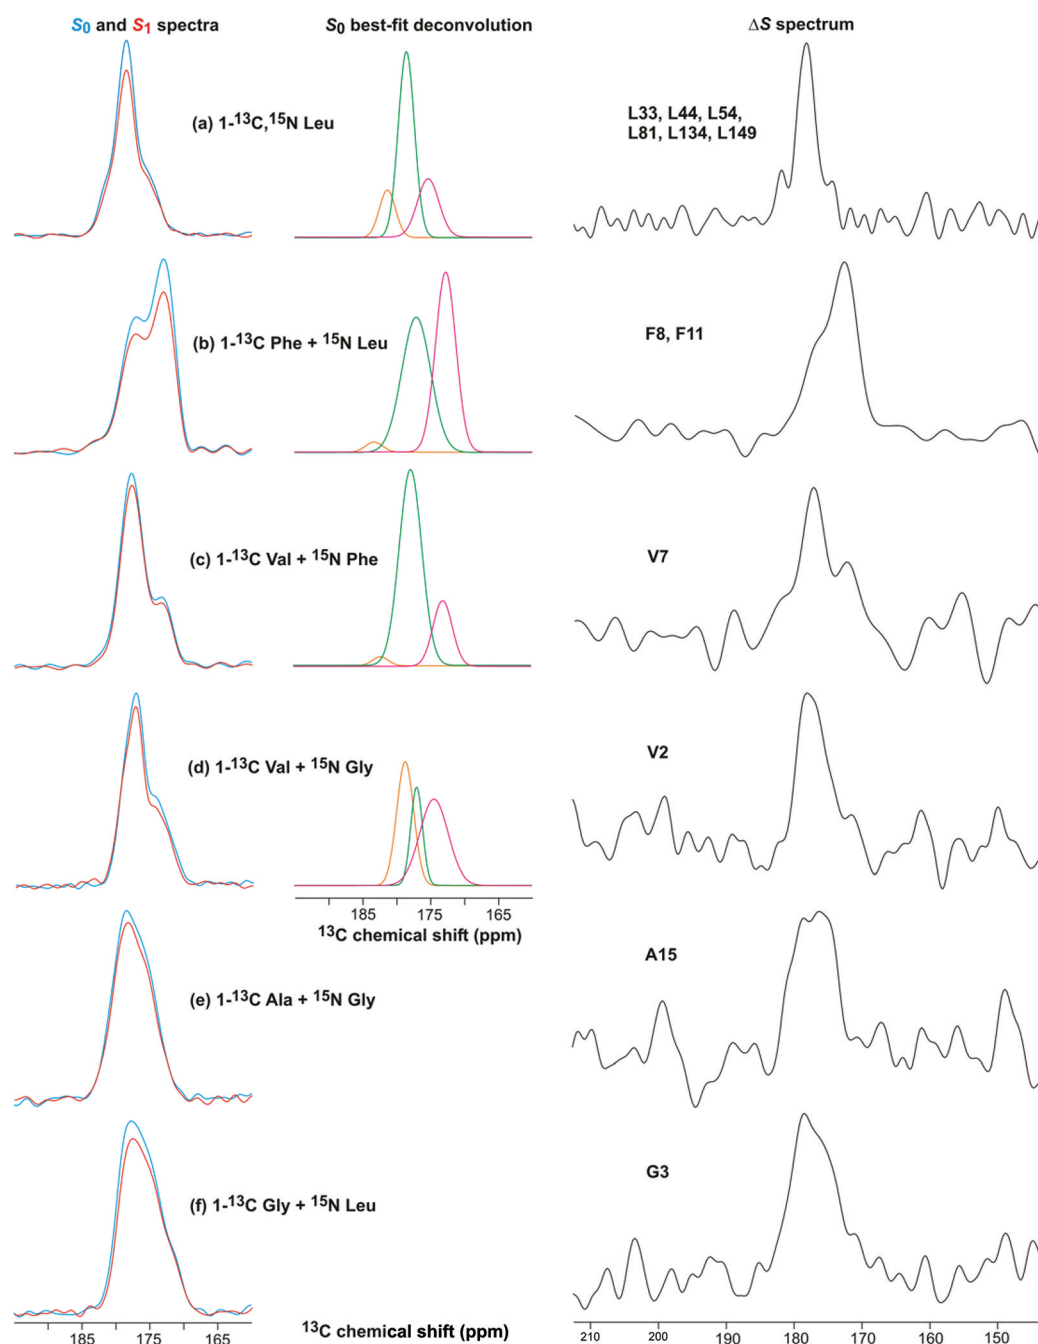 S0 and S1 spectra
S0 best-fit deconvolution
ΔS spectrum
(a) 1-13C,15N Leu
L33, L44, L54,
L81, L134, L149
(b) 1-13C Phe + 15N Leu
F8, F11
(c) 1-13C Val + 15N Phe
V7
(d) 1-13C Val + 15N Gly
V2
185 175 165
13C chemical shift (ppm)
(e) 1-13C Ala + 15N Gly
A15
(f) 1-13C Gly + 15N Leu
G3
185 175 165
13C chemical shift (ppm)
210 200 190 180 170 160 150